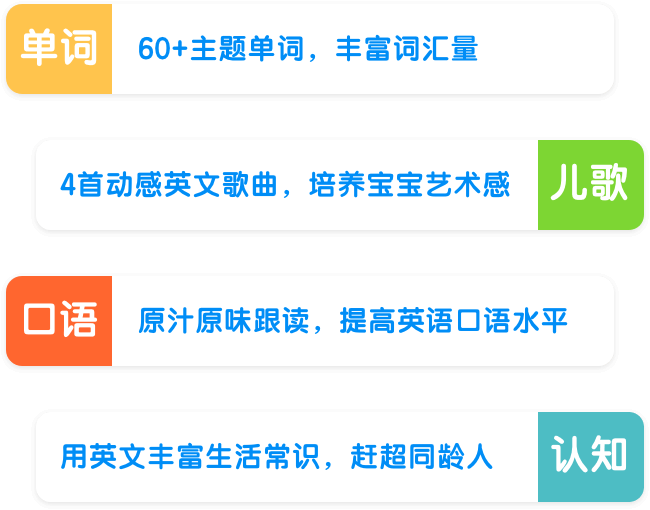 单词
60+主题单词，丰富词汇量
4首动感英文歌曲，培养宝宝艺术感
儿歌
口语
原汁原味跟读，提高英语口语水平
用英文丰富生活常识，赶超同龄人
认知